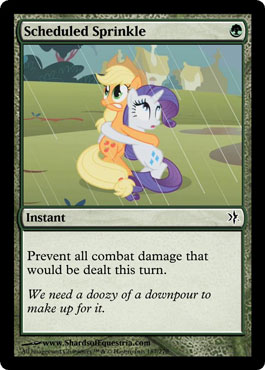 Scheduled Sprinkle
Instant
Prevent all combat damage that
would be dealt this turn.
We need a doozy of a downpour to
make up for it.
www.ShardsofEquestria.com